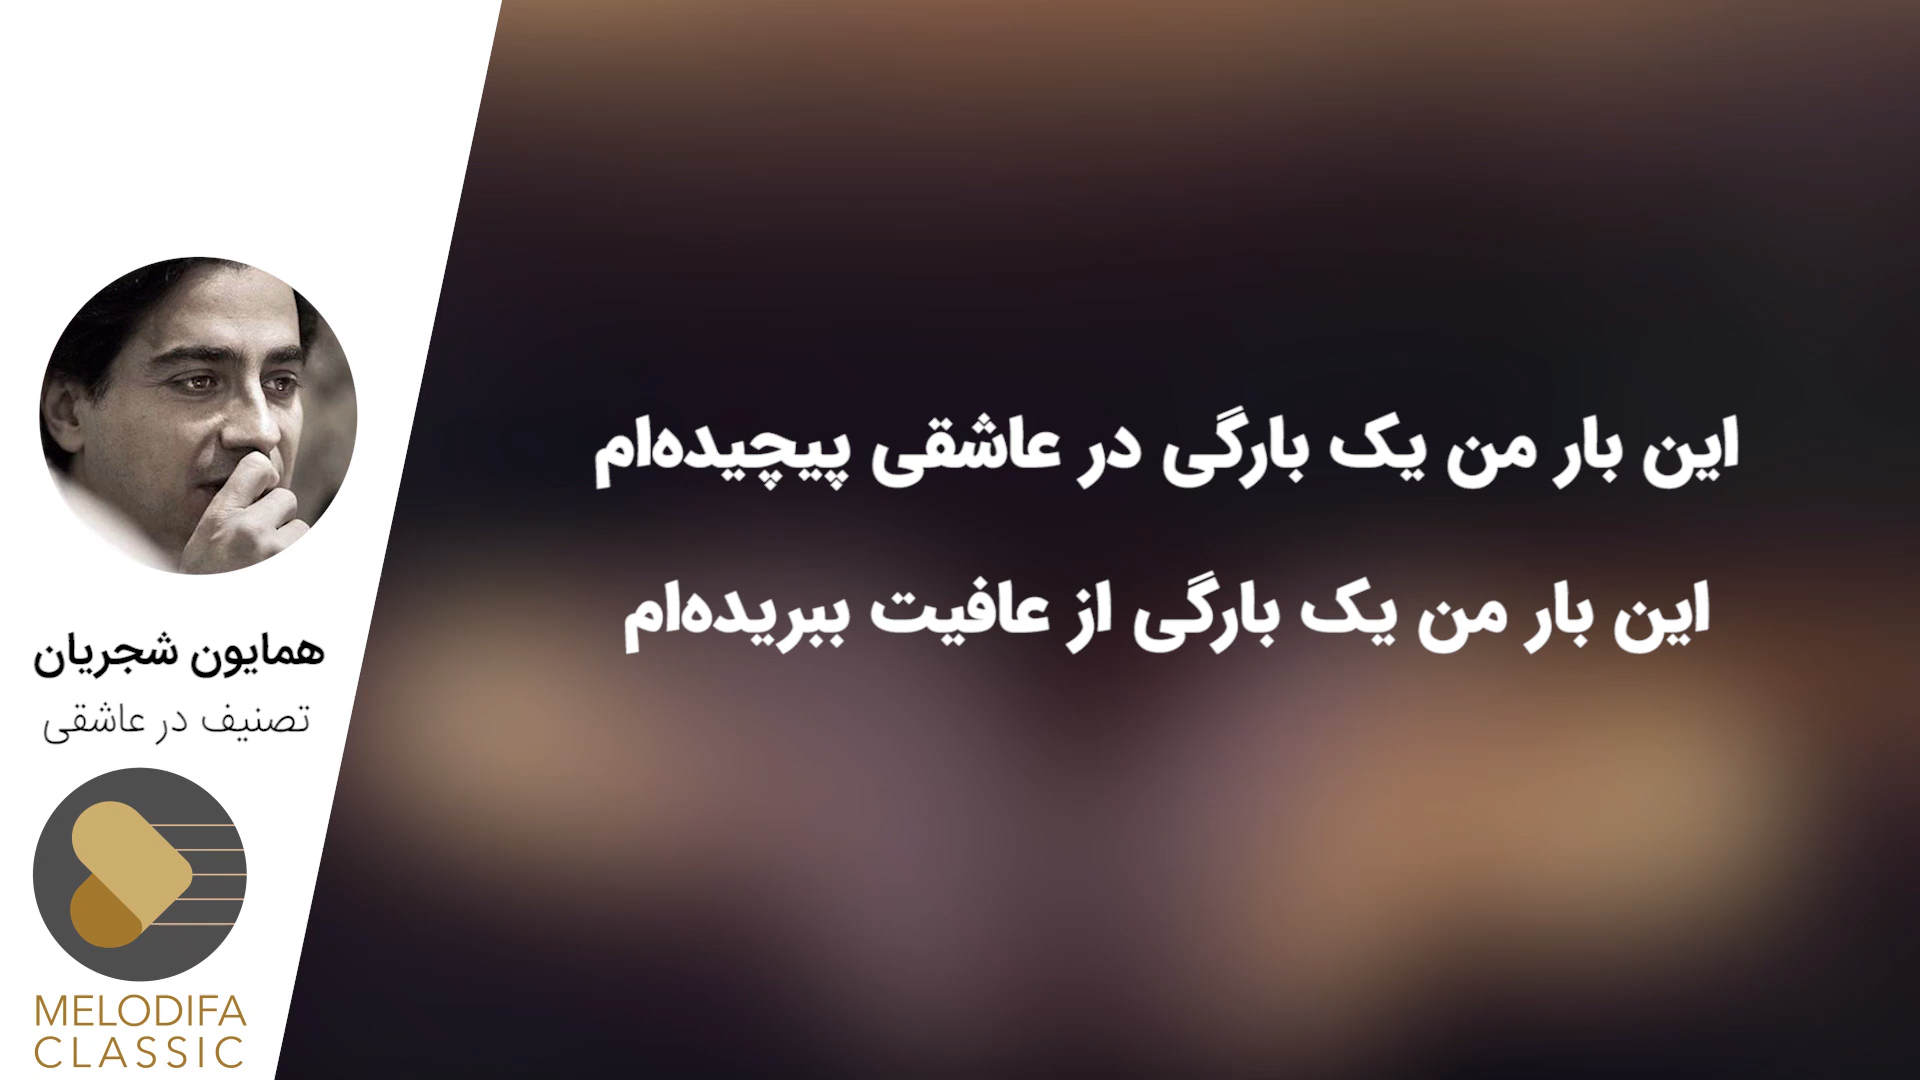 این بار من یک بارگی در عاشقی پیچیده‌ام
این بار من یک بارگی از عافیت ببریده‌ام
همایون شجریان
تصنیف در عاشقی
MELODIFA
CLASSIC